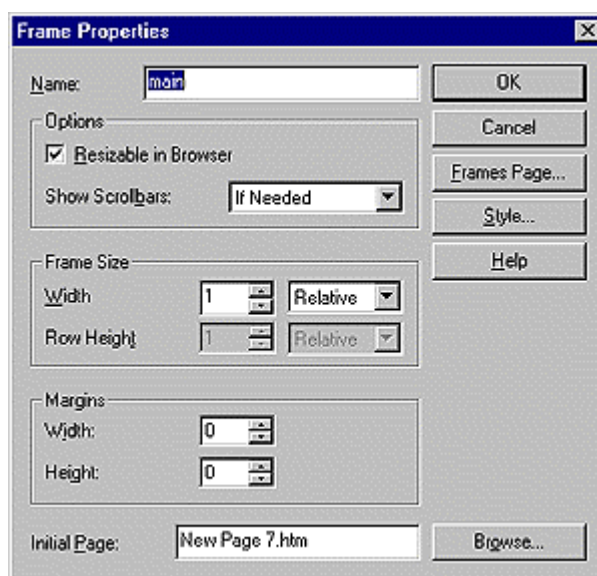 Frame Properties
Name: main
OK
Options
Cancel
Resizable in Browser
Frames Page...
Show Scrollbars: If Needed
Style...
Frame Size
Help
Width 1 Relative
Row Height 1 Relative
Margins
Width: 0
Height: 0
Initial Page: New Page 7.htm
Browse...